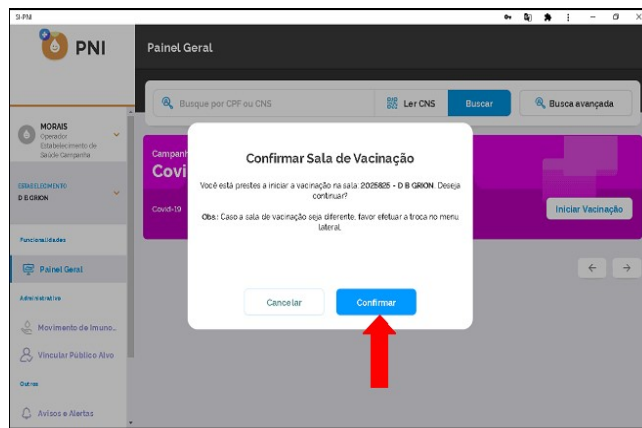 SI-PNI
PNI
Painel Geral
Busque por CPF ou CNS
Ler CNS
Buscar
Busca avançada
MORAIS
Operador
Estabelecimento de
Saúde Campanha
ESTABELECIMENTO
D B GRION
Campanh
Covi
Covid-19
Iniciar Vacinação
Confirmar Sala de Vacinação
Você está prestes a iniciar a vacinação na sala: 2025825 - D B GRION. Deseja
continuar?
Obs.: Caso a sala de vacinação seja diferente, favor efetuar a troca no menu
lateral.
Cancelar
Confirmar
Funcionalidades
Painel Geral
Administrativo
Movimento de Imuno...
Vincular Público Alvo
Outros
Avisos e Alertas